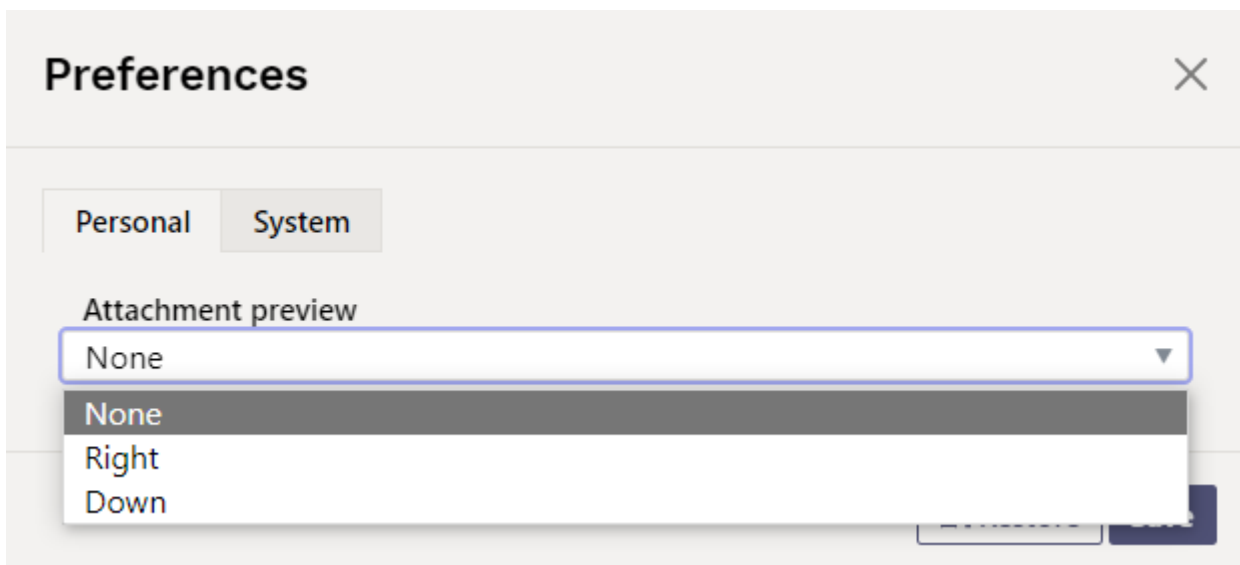 Preferences
Personal System
Attachment preview
None
None
Right
Down